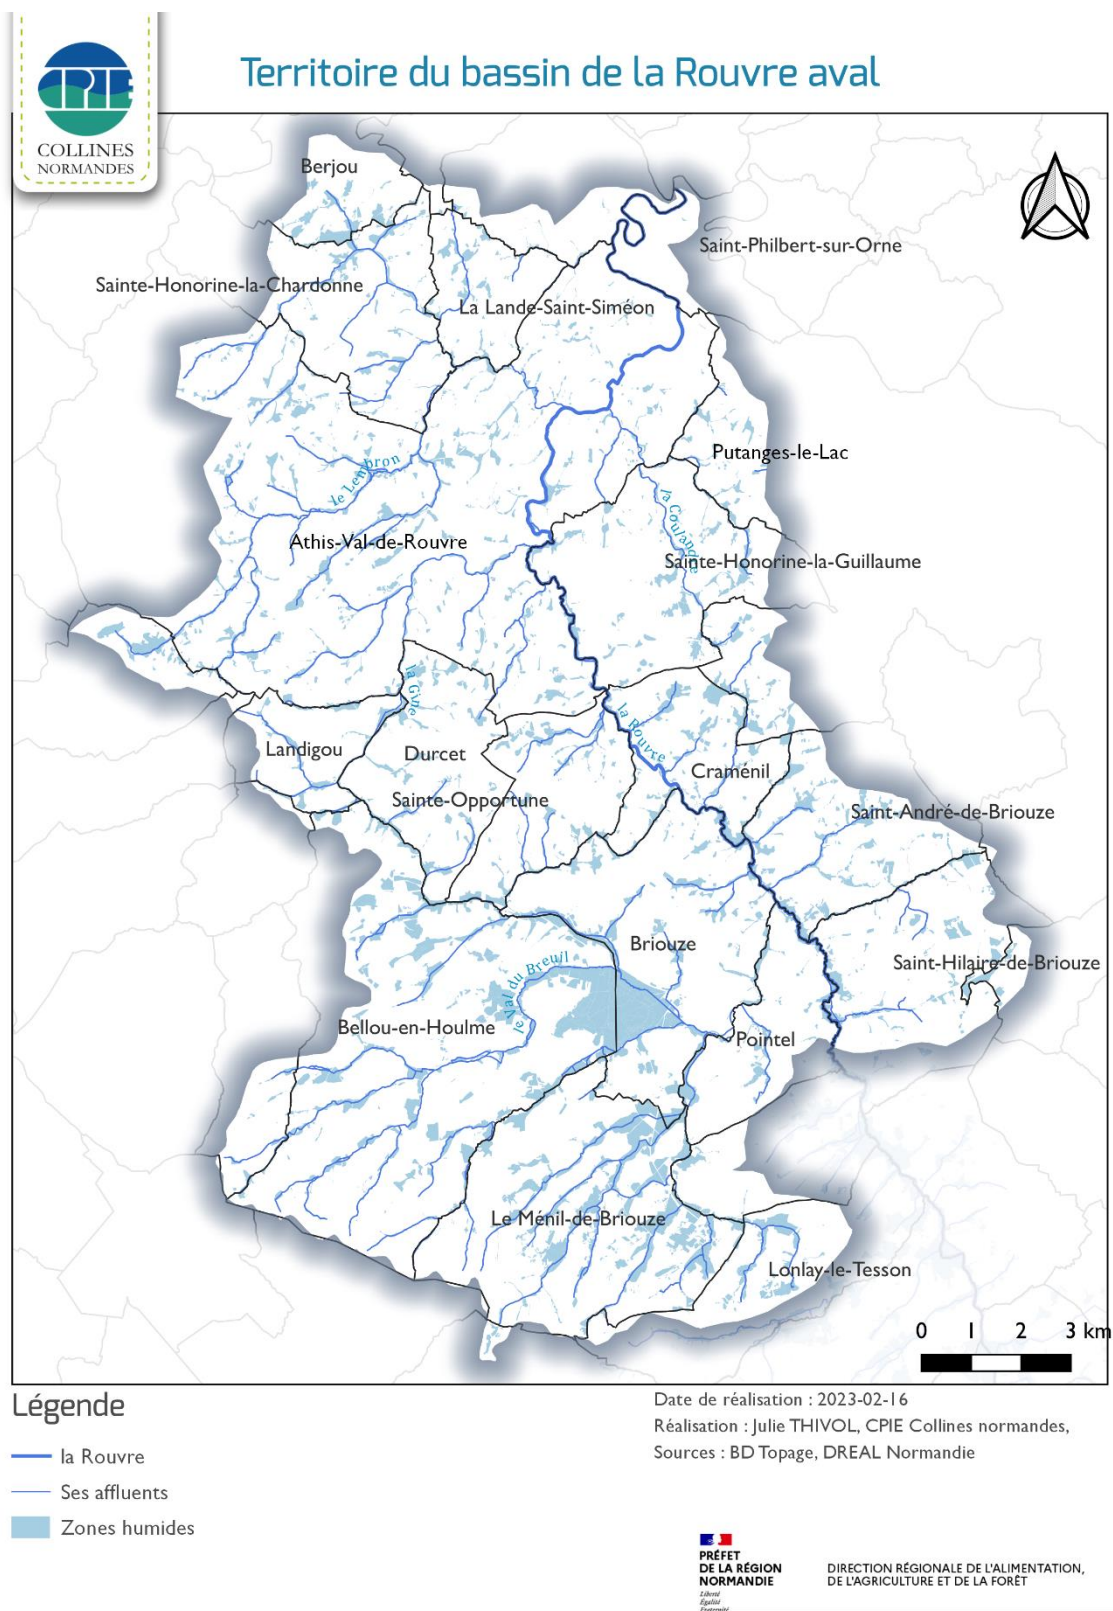 CPIE
COLLINES
NORMANDES
Territoire du bassin de la Rouvre aval
Berjou
Saint-Philbert-sur-Orne
Sainte-Honorine-la-Chardonne
La Lande-Saint-Siméon
Putanges-le-Lac
le Lembron
la Coulandre
Athis-Val-de-Rouvre
Sainte-Honorine-la-Guillaume
la Gine
la Rouvre
Landigou
Durcet
Craménil
Sainte-Opportune
Saint-André-de-Briouze
Briouze
Saint-Hilaire-de-Briouze
le Val du Breuil
Bellou-en-Houlme
Pointel
Le Ménil-de-Briouze
Lonlay-le-Tesson
0 1 2 3 km
Légende
la Rouvre
Ses affluents
Zones humides
Date de réalisation : 2023-02-16
Réalisation : Julie THIVOL, CPIE Collines normandes,
Sources : BD Topage, DREAL Normandie
PRÉFET
DE LA RÉGION
NORMANDIE
Liberté
Égalité
Fraternité
DIRECTION RÉGIONALE DE L'ALIMENTATION,
DE L'AGRICULTURE ET DE LA FORÊT